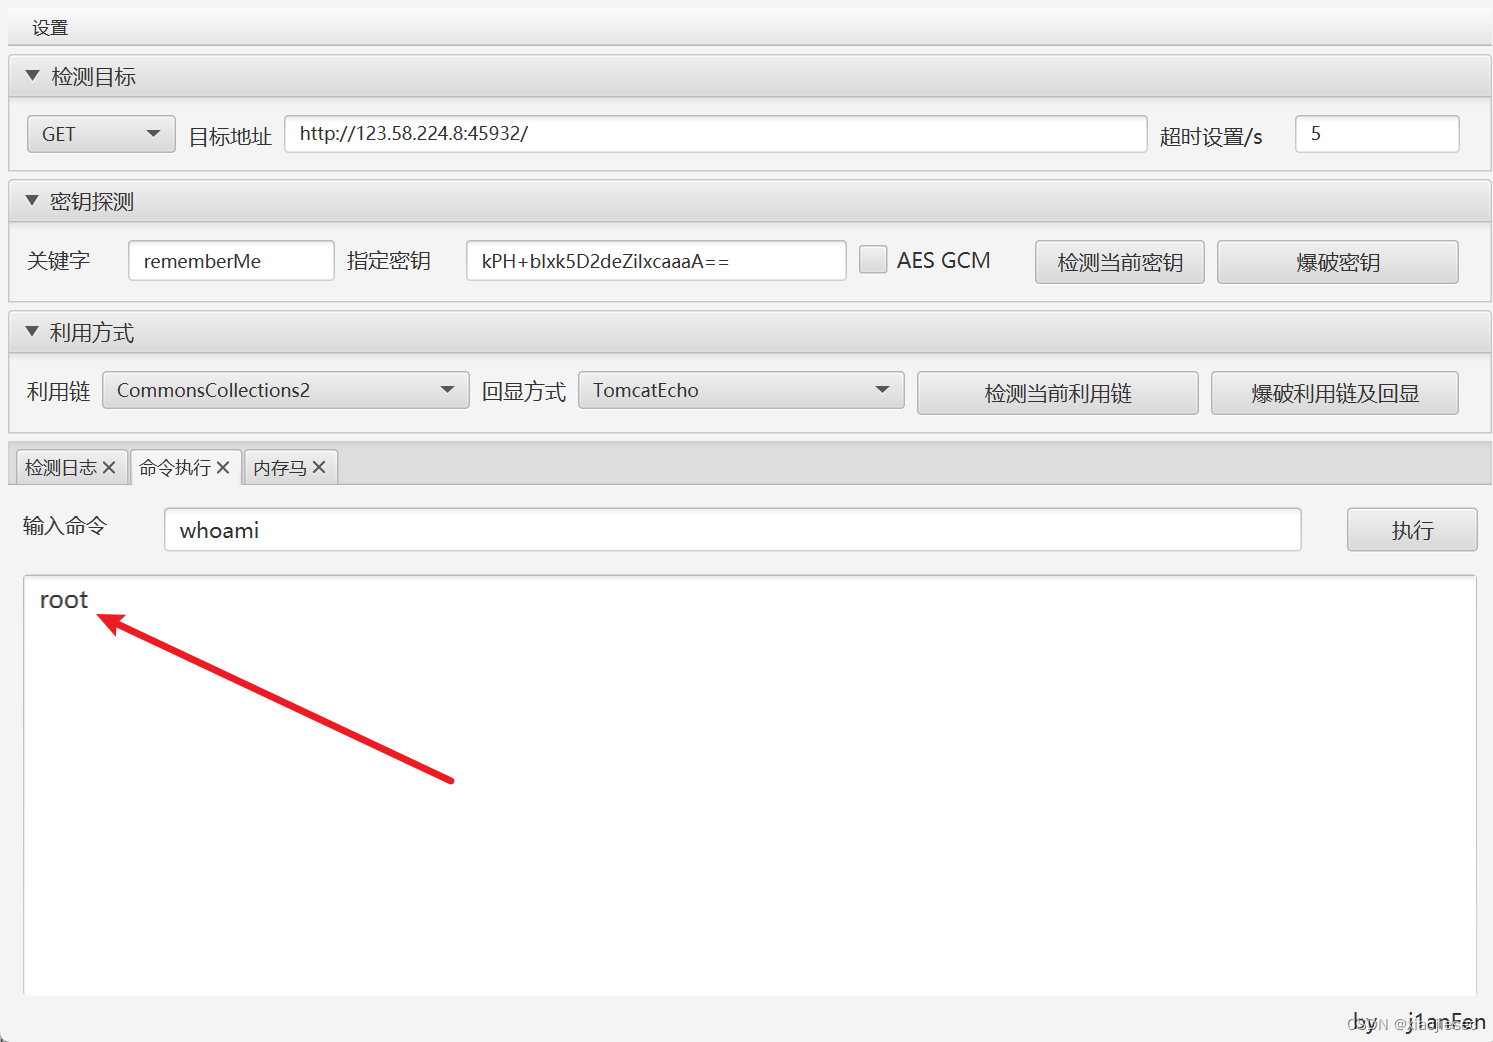 设置
检测目标
GET 目标地址 http://123.58.224.8:45932/ 超时设置/s 5
密钥探测
关键字 rememberMe 指定密钥 kPH+bIxk5D2deZiIxcaaaA== AES GCM 检测当前密钥 爆破密钥
利用方式
利用链 CommonsCollections2 回显方式 TomcatEcho 检测当前利用链 爆破利用链及回显
检测日志 命令执行 内存马
输入命令 whoami 执行
root
by j1anFen
CSDN